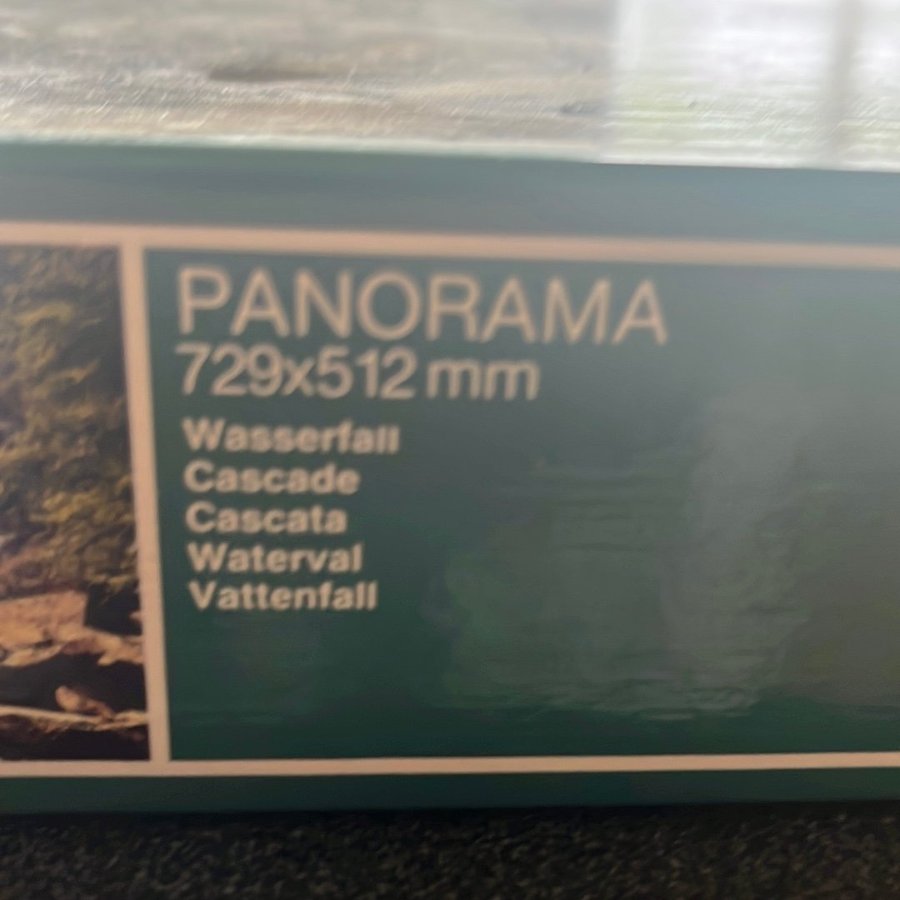 PANORAMA
729x512 mm
Wasserfall
Cascade
Cascata
Waterval
Vattenfall